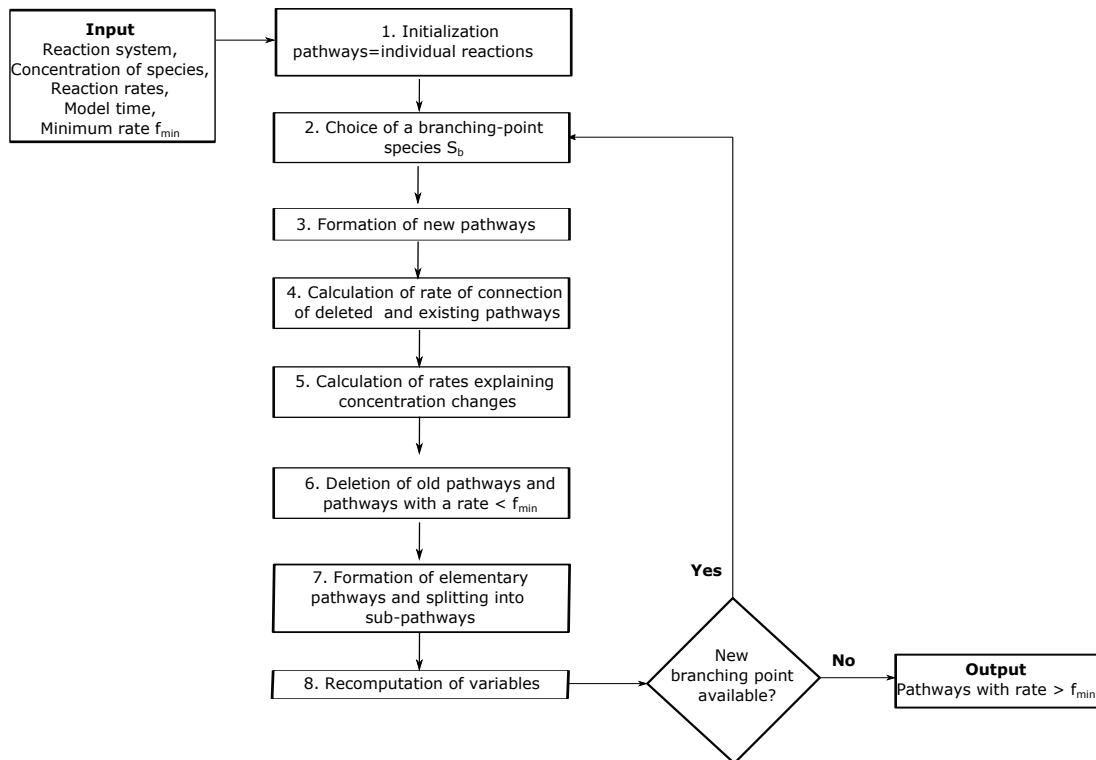 Input
Reaction system,
Concentration of species,
Reaction rates,
Model time,
Minimum rate fmin
1. Initialization
pathways=individual reactions
2. Choice of a branching-point
species Sb
3. Formation of new pathways
4. Calculation of rate of connection
of deleted and existing pathways
5. Calculation of rates explaining
concentration changes
6. Deletion of old pathways and
pathways with a rate < fmin
7. Formation of elementary
pathways and splitting into
sub-pathways
8. Recomputation of variables
Yes
New
branching point
available?
No
Output
Pathways with rate > fmin